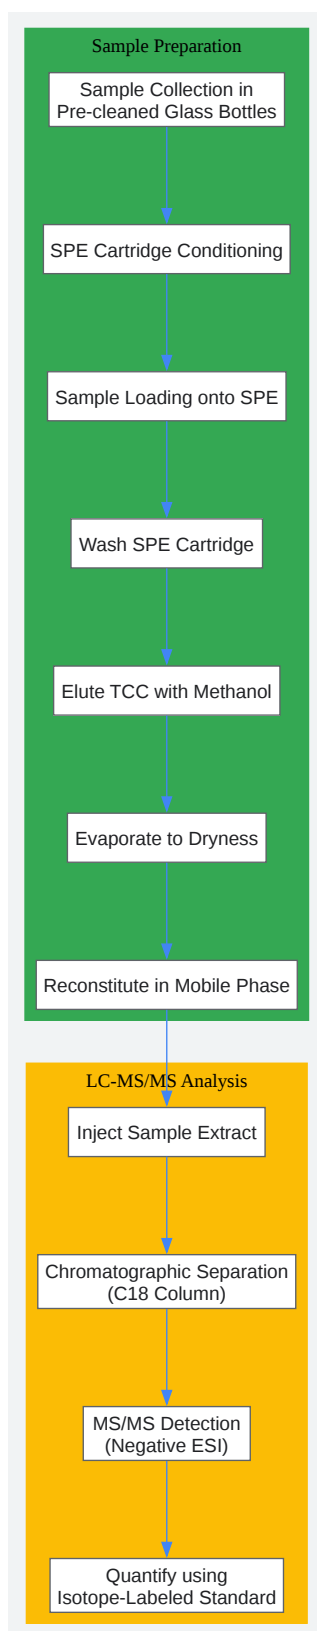 Sample Preparation
Sample Collection in
Pre-cleaned Glass Bottles
SPE Cartridge Conditioning
Sample Loading onto SPE
Wash SPE Cartridge
Elute TCC with Methanol
Evaporate to Dryness
Reconstitute in Mobile Phase
LC-MS/MS Analysis
Inject Sample Extract
Chromatographic Separation
(C18 Column)
MS/MS Detection
(Negative ESI)
Quantify using
Isotope-Labeled Standard